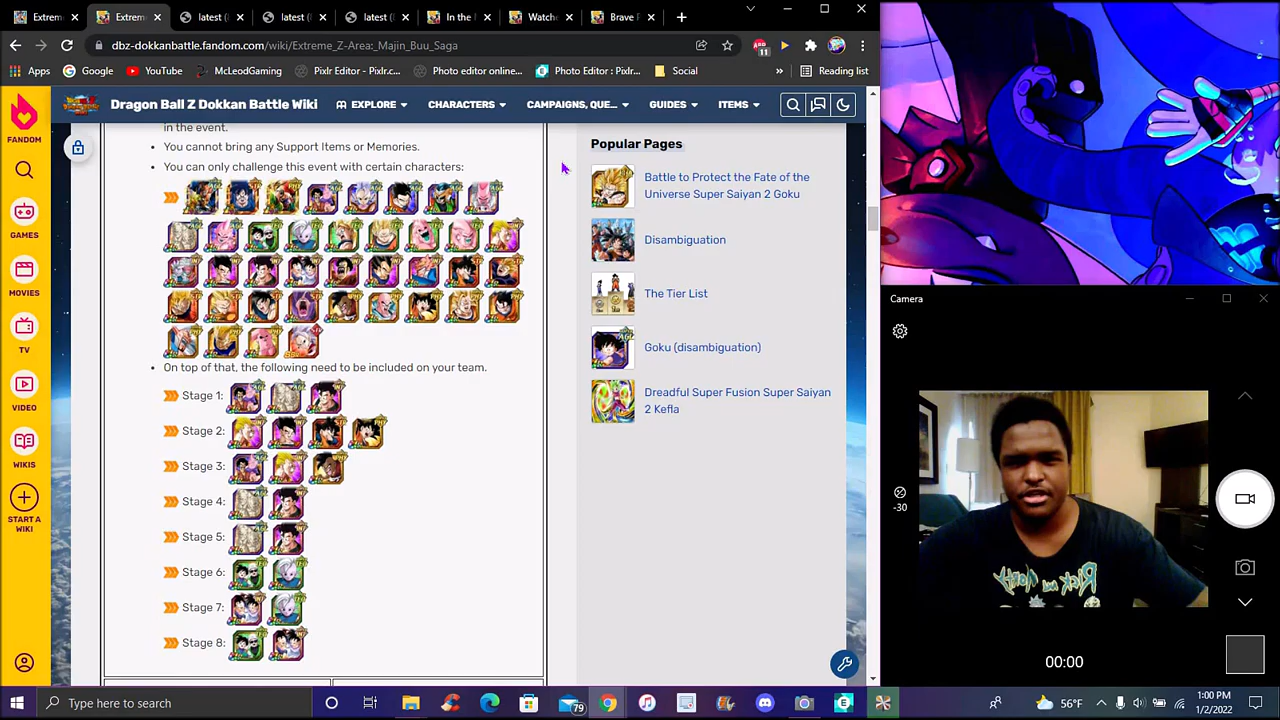 Extreme
Extreme
latest (
latest (
latest (
In the
Watch
Brave F
dbz-dokkanbattle.fandom.com/wiki/Extreme_Z-Area:_Majin_Buu_Saga
11
Apps Google YouTube McLeodGaming Pixlr Editor - Pixlr.c... Photo editor online... Photo Editor : Pixlr... Social » Reading list
Dragon Ball Z Dokkan Battle Wiki EXPLORE CHARACTERS CAMPAIGNS, QUE... GUIDES ITEMS
FANDOM
GAMES
MOVIES
TV
VIDEO
WIKIS
START A
WIKI
in the event.
• You cannot bring any Support Items or Memories.
• You can only challenge this event with certain characters:
• On top of that, the following need to be included on your team.
Stage 1:
Stage 2:
Stage 3:
Stage 4:
Stage 5:
Stage 6:
Stage 7:
Stage 8:
Popular Pages
Battle to Protect the Fate of the
Universe Super Saiyan 2 Goku
Disambiguation
The Tier List
Goku (disambiguation)
Dreadful Super Fusion Super Saiyan
2 Kefla
Camera
-30
00:00
Type here to search
79
56°F
1:00 PM
1/2/2022